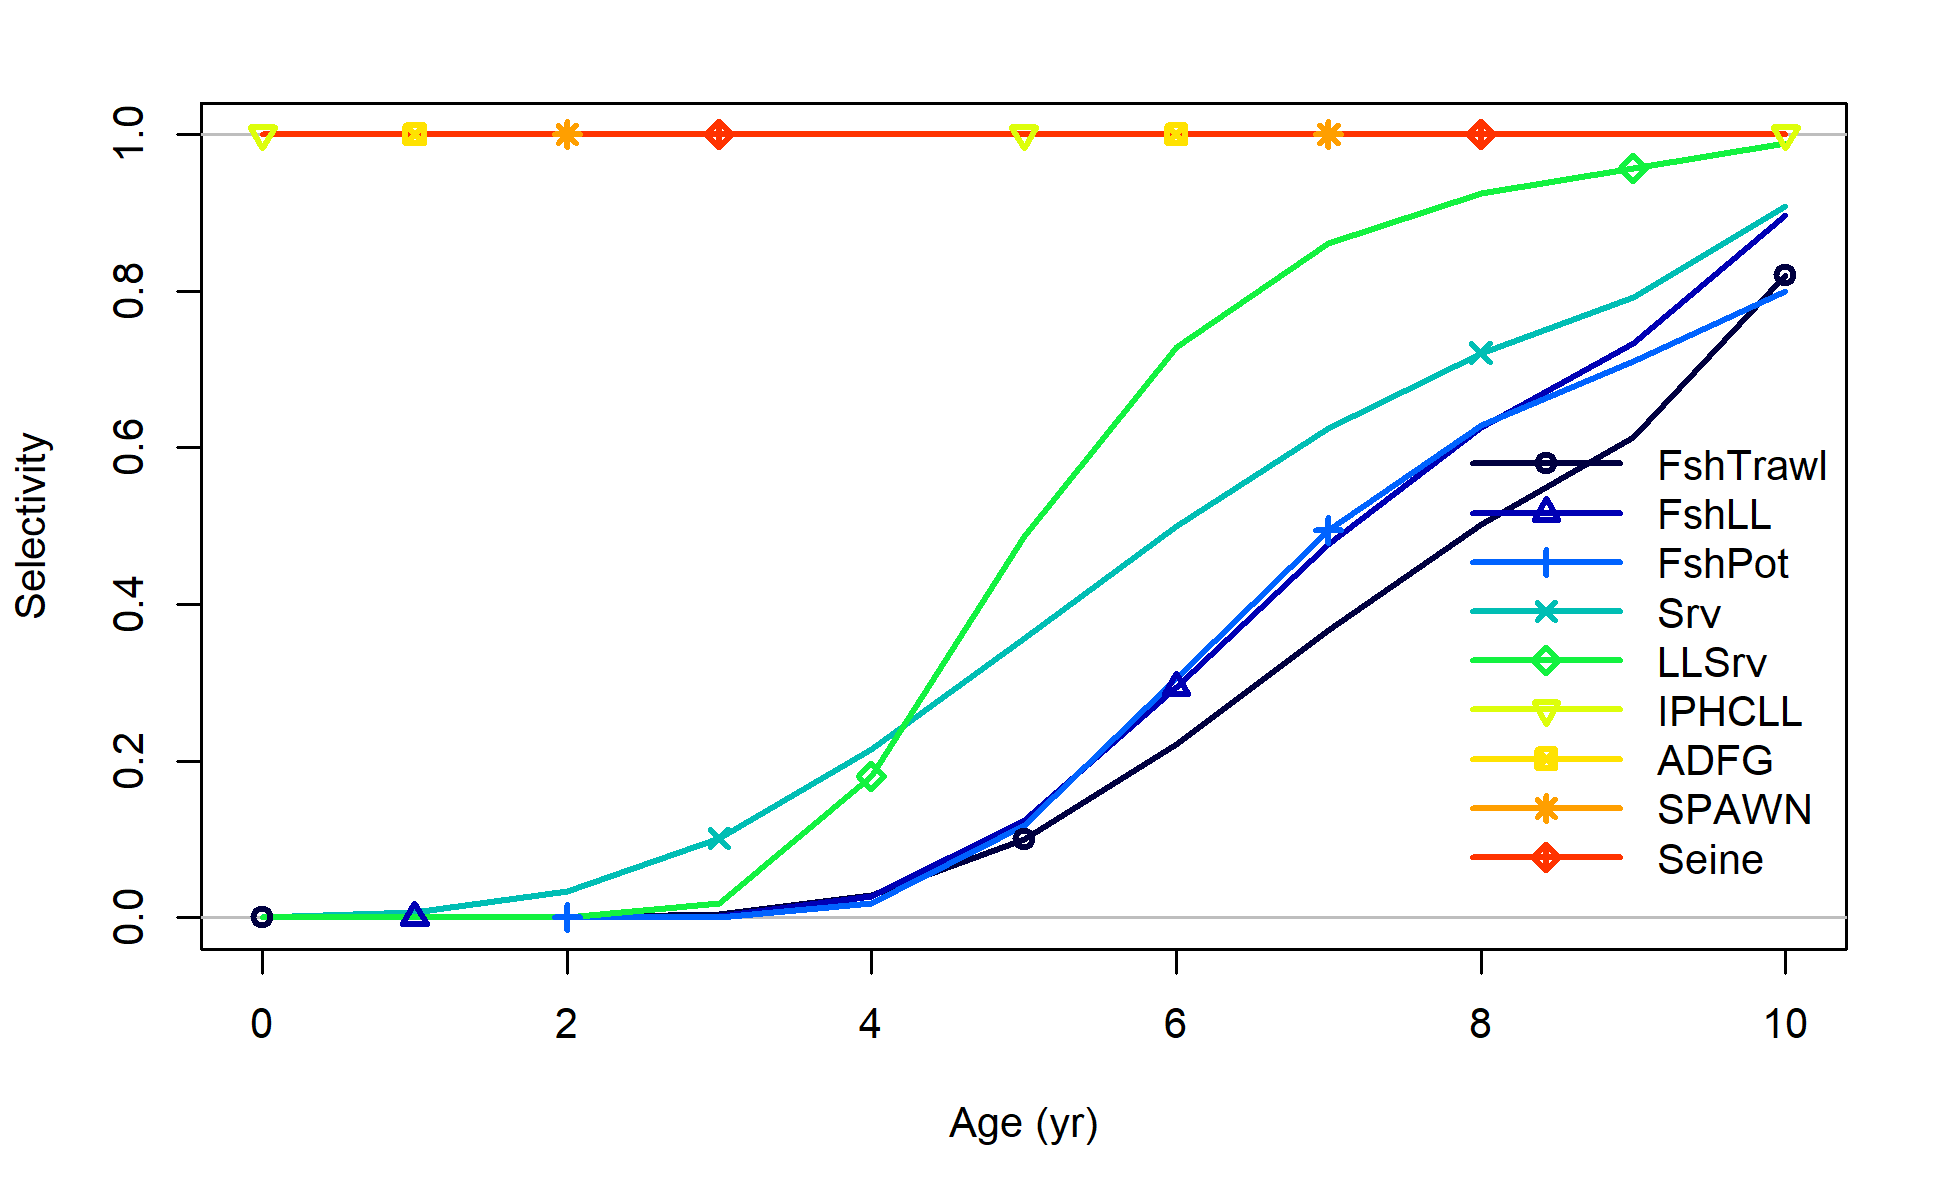 1.0
0.8
0.6
0.4
0.2
0.0
Selectivity
FshTrawl
FshLL
FshPot
Srv
LLSrv
IPHCLL
ADFG
SPAWN
Seine
0 2 4 6 8 10
Age (yr)